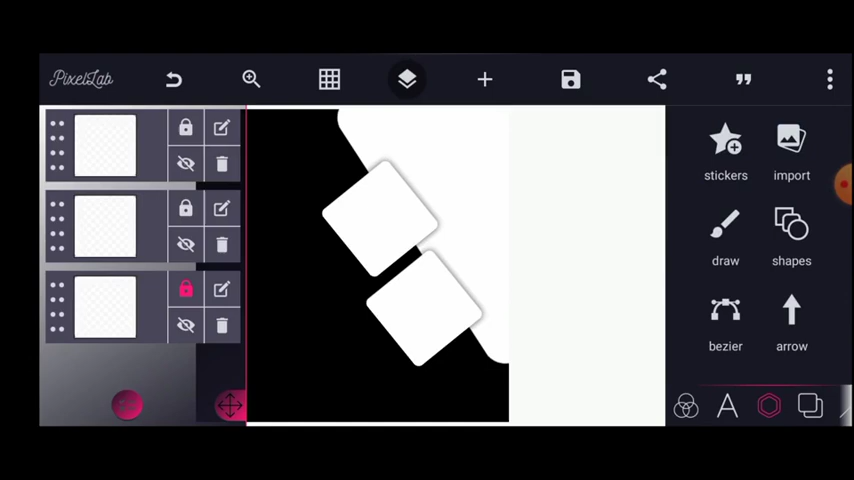 PixelLab
stickers
import
draw
shapes
bezier
arrow